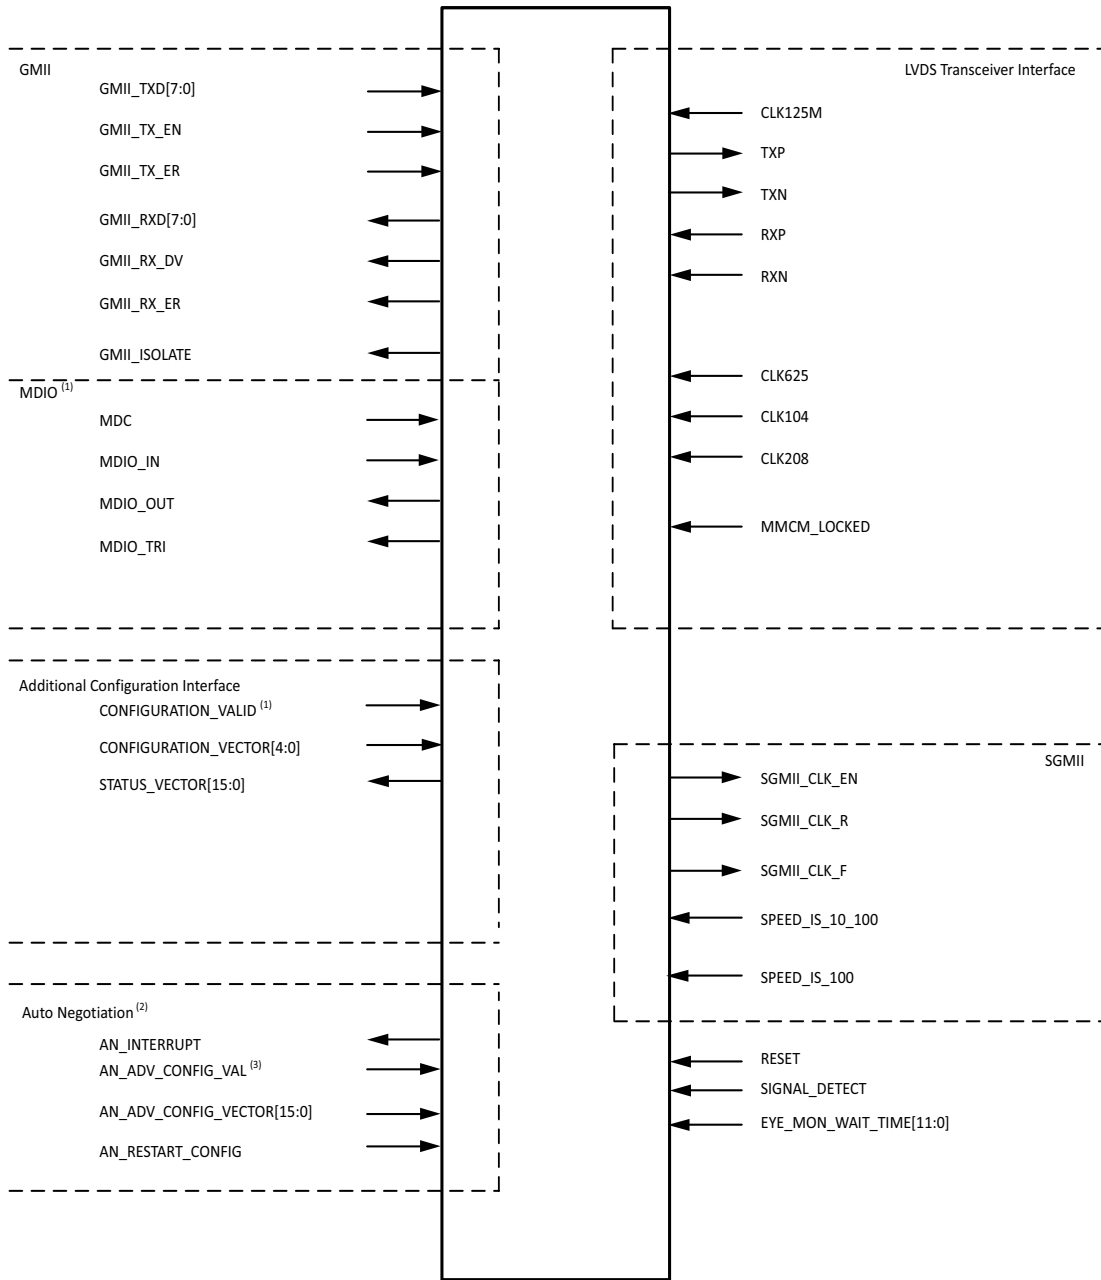 GMII
GMII_TXD[7:0]
GMII_TX_EN
GMII_TX_ER
GMII_RXD[7:0]
GMII_RX_DV
GMII_RX_ER
GMII_ISOLATE
MDIO (1)
MDC
MDIO_IN
MDIO_OUT
MDIO_TRI
Additional Configuration Interface
CONFIGURATION_VALID (1)
CONFIGURATION_VECTOR[4:0]
STATUS_VECTOR[15:0]
Auto Negotiation (2)
AN_INTERRUPT
AN_ADV_CONFIG_VAL (3)
AN_ADV_CONFIG_VECTOR[15:0]
AN_RESTART_CONFIG
LVDS Transceiver Interface
CLK125M
TXP
TXN
RXP
RXN
CLK625
CLK104
CLK208
MMCM_LOCKED
SGMII
SGMII_CLK_EN
SGMII_CLK_R
SGMII_CLK_F
SPEED_IS_10_100
SPEED_IS_100
RESET
SIGNAL_DETECT
EYE_MON_WAIT_TIME[11:0]